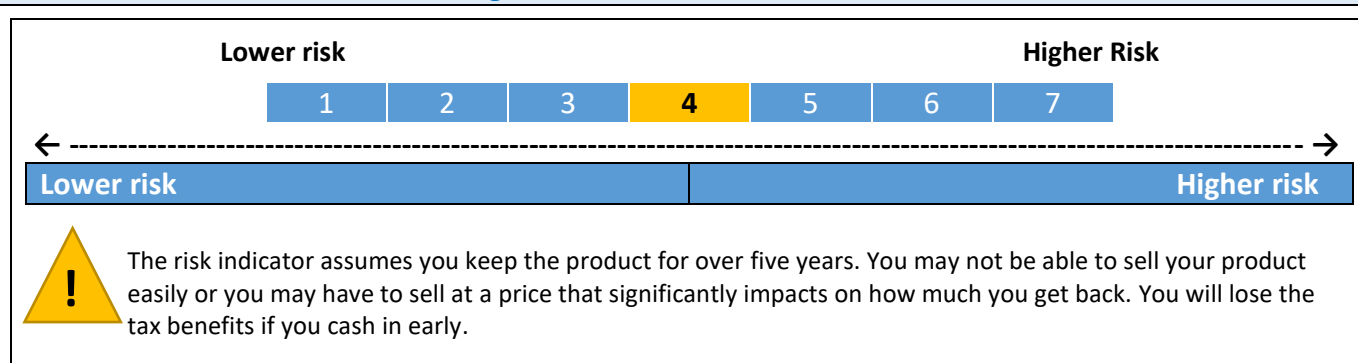 Lower risk Higher Risk
1 2 3 4 5 6 7
← ---------------------------------------------------------------------------------------------------------------------------------- →
Lower risk Higher risk
! The risk indicator assumes you keep the product for over five years. You may not be able to sell your product
easily or you may have to sell at a price that significantly impacts on how much you get back. You will lose the
tax benefits if you cash in early.